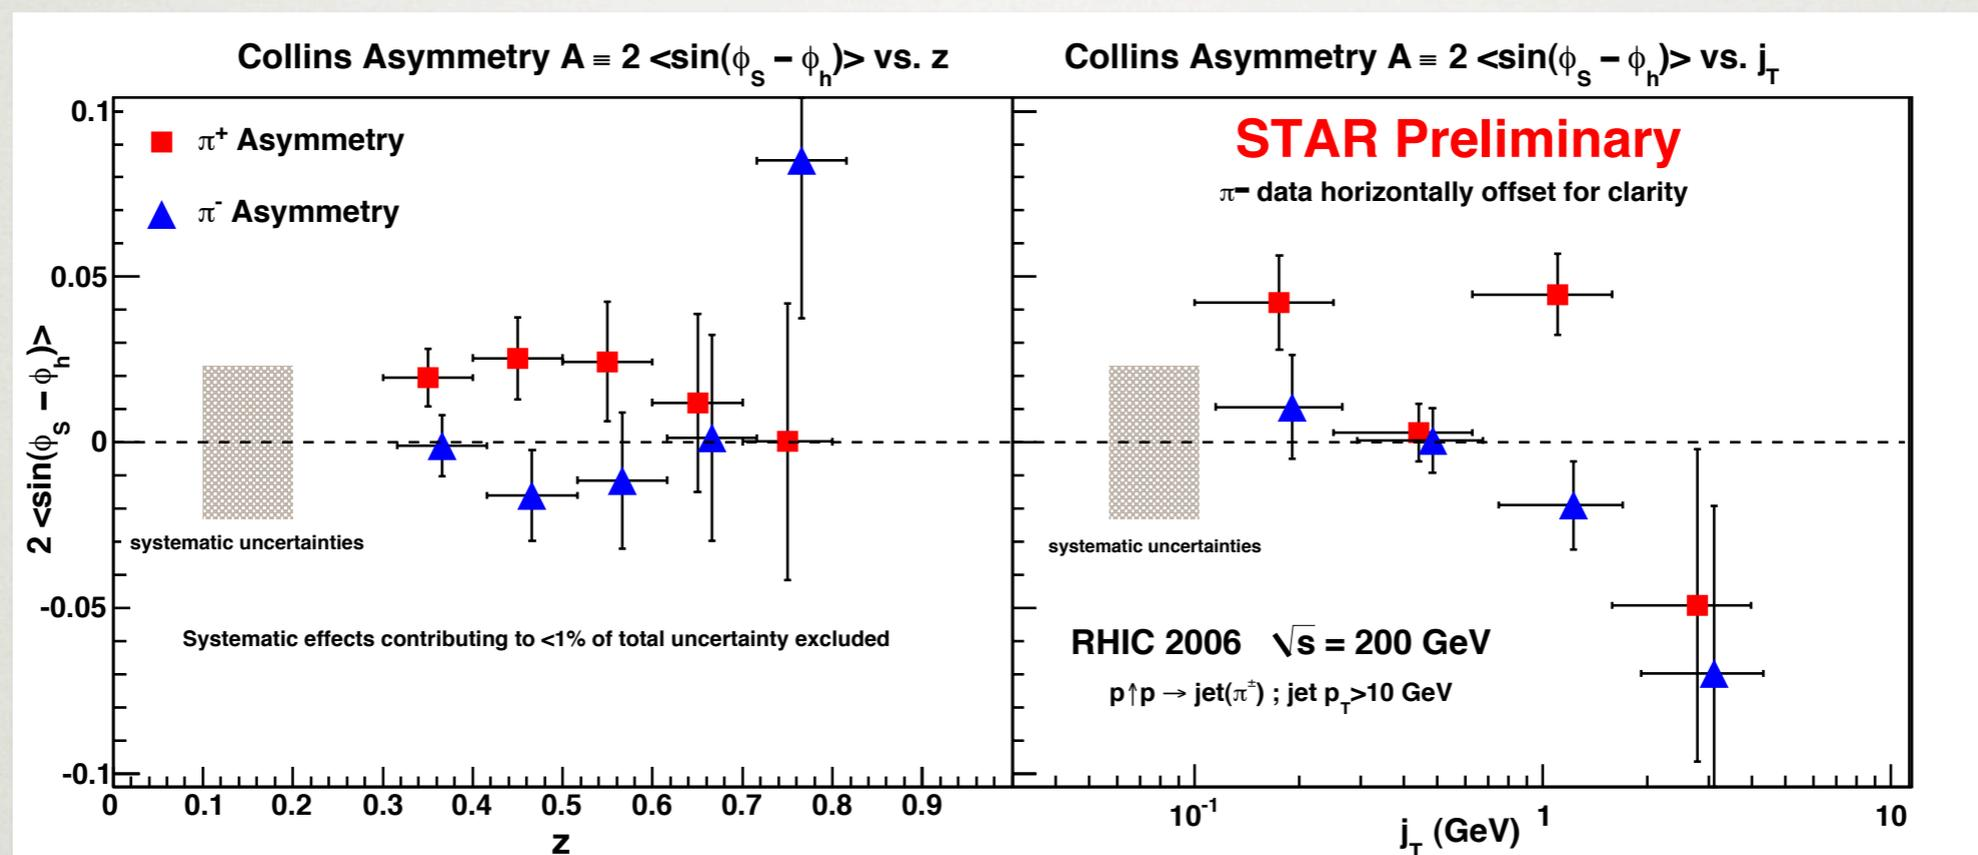 Collins Asymmetry A ≡ 2 <sin(ϕS − ϕh)> vs. z
Collins Asymmetry A ≡ 2 <sin(ϕS − ϕh)> vs. jT
2 <sin(ϕS − ϕh)>
0.1
0.05
0
-0.05
-0.1
π+ Asymmetry
π- Asymmetry
systematic uncertainties
Systematic effects contributing to <1% of total uncertainty excluded
0 0.1 0.2 0.3 0.4 0.5 0.6 0.7 0.8 0.9
z
STAR Preliminary
π− data horizontally offset for clarity
systematic uncertainties
RHIC 2006 √s = 200 GeV
p↑p → jet(π±) ; jet pT>10 GeV
10-1 1 10
jT (GeV)